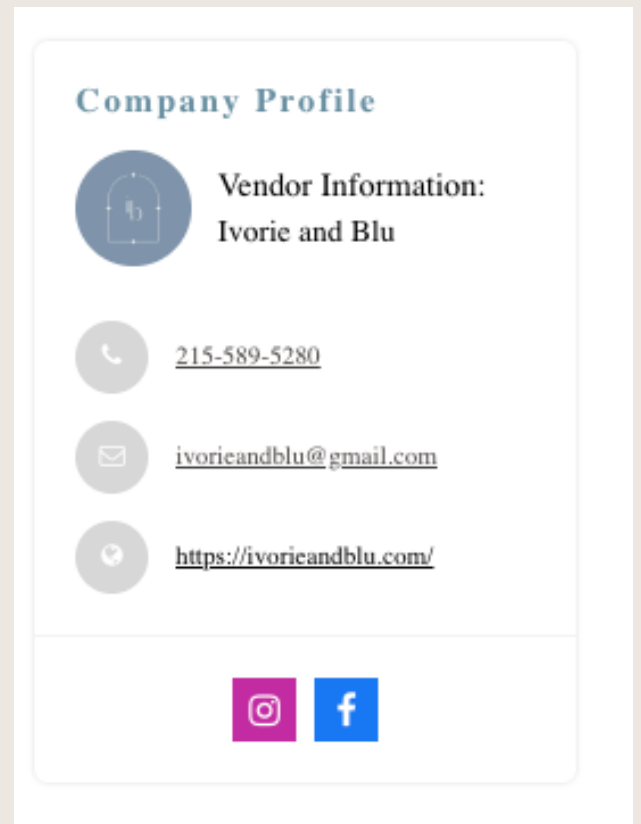 Company Profile
Vendor Information:
Ivorie and Blu
215-589-5280
ivorieandblu@gmail.com
https://ivorieandblu.com/